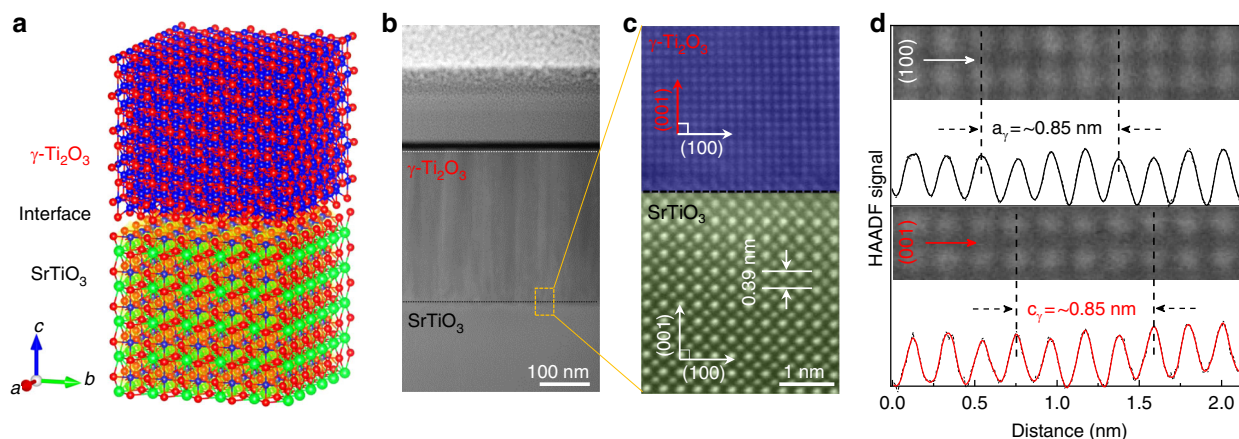 a
γ-Ti₂O₃
Interface
SrTiO₃
c
a
b
b
γ-Ti₂O₃
SrTiO₃
100 nm
c
γ-Ti₂O₃
(001)
(100)
SrTiO₃
0.89 nm
(001)
(100)
1 nm
d
(100)
aᵧ=~0.85 nm
(001)
cᵧ=~0.85 nm
HAADF signal
0.0 0.5 1.0 1.5 2.0
Distance (nm)